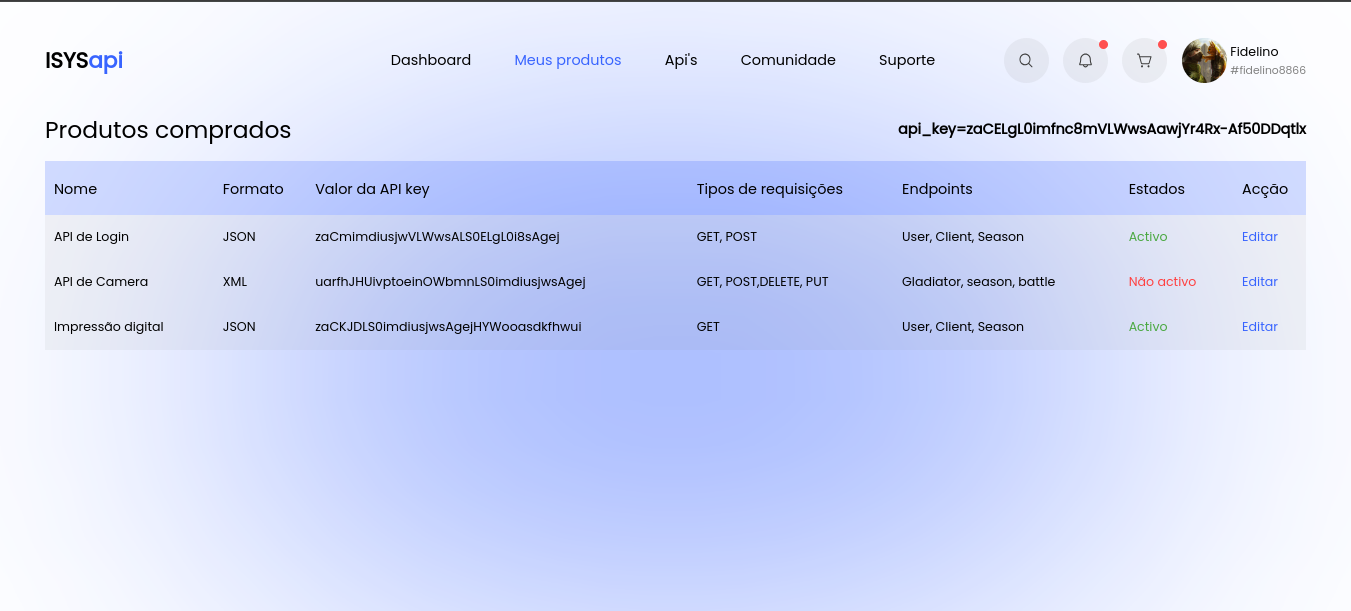 ISYSapi Dashboard Meus produtos Api's Comunidade Suporte Fidelino
#fidelino8866
Produtos comprados api_key=zaCELgL0imfnc8mVLWwsAawjYr4Rx-Af50DDqtlx
Nome Formato Valor da API key Tipos de requisições Endpoints Estados Acção
API de Login JSON zaCmimdiusjwVLWwsALS0ELgL0i8sAgej GET, POST User, Client, Season Activo Editar
API de Camera XML uarfhJHUivptoeinOWbmnLS0imdiusjwsAgej GET, POST,DELETE, PUT Gladiator, season, battle Não activo Editar
Impressão digital JSON zaCKJDLS0imdiusjwsAgejHYWooasdkfhwui GET User, Client, Season Activo Editar